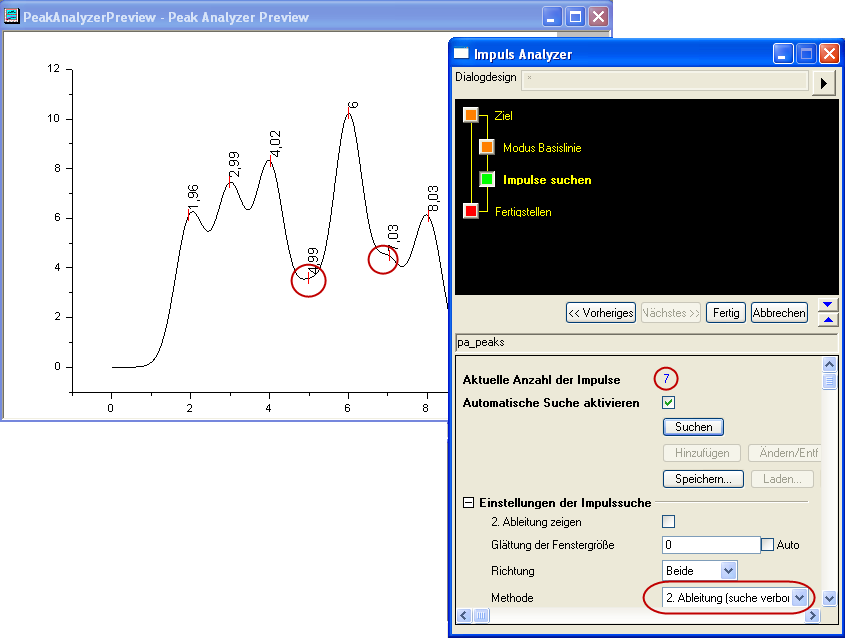 PeakAnalyzerPreview - Peak Analyzer Preview
12
10
8
6
4
2
0
0 2 4 6 8
1,96
2,99
4,02
4,99
6
7,03
8,03
Impuls Analyzer
Dialogdesign *
Ziel
Modus Basislinie
Impulse suchen
Fertigstellen
<< Vorheriges Nächstes >> Fertig Abbrechen
pa_peaks
Aktuelle Anzahl der Impulse 7
Automatische Suche aktivieren
Suchen
Hinzufügen Ändern/Entf
Speichern... Laden...
Einstellungen der Impulssuche
2. Ableitung zeigen
Glättung der Fenstergröße 0 Auto
Richtung Beide
Methode 2. Ableitung (suche verbor